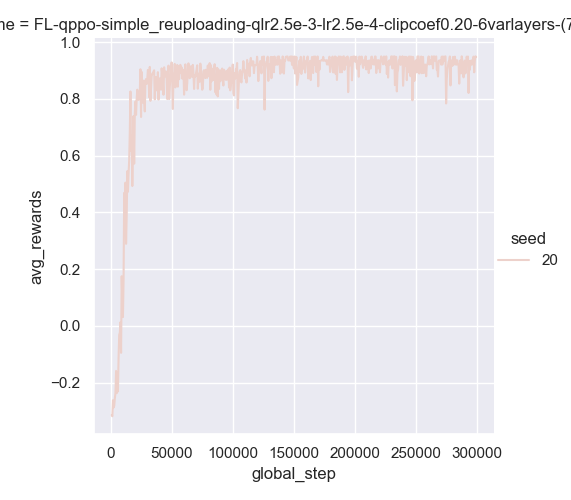 me = FL-qppo-simple_reuploading-qlr2.5e-3-lr2.5e-4-clipcoef0.20-6varlayers-(7
1.0
0.8
0.6
0.4
0.2
0.0
−0.2
avg_rewards
seed
20
0 50000 100000 150000 200000 250000 300000
global_step